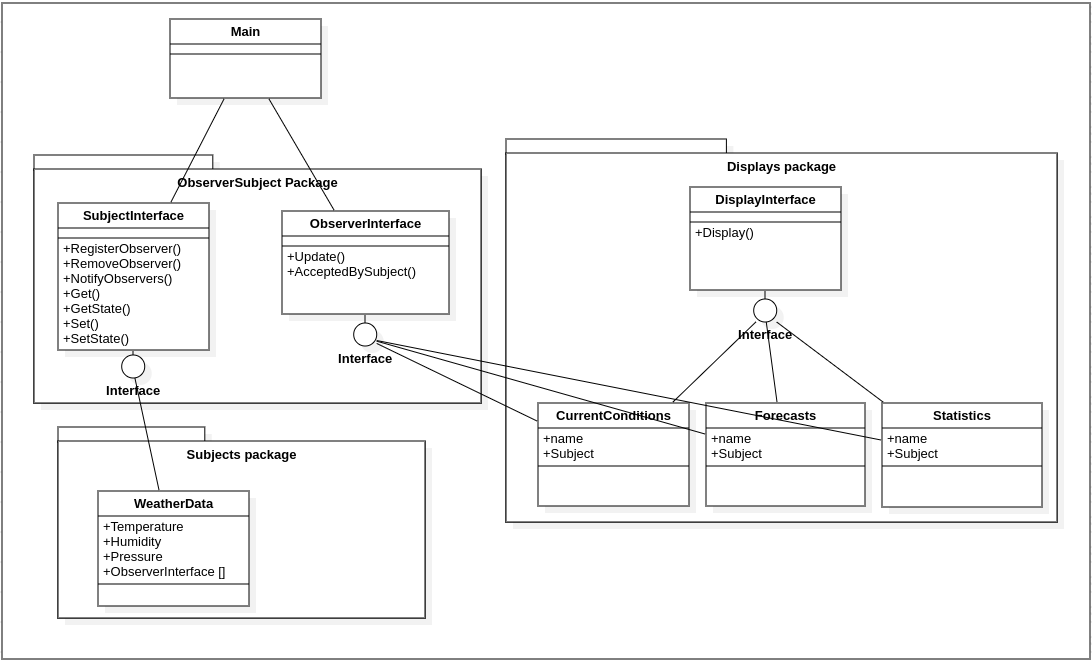 Main
ObserverSubject Package
SubjectInterface
+RegisterObserver()
+RemoveObserver()
+NotifyObservers()
+Get()
+GetState()
+Set()
+SetState()
Interface
ObserverInterface
+Update()
+AcceptedBySubject()
Interface
Subjects package
WeatherData
+Temperature
+Humidity
+Pressure
+ObserverInterface []
Displays package
DisplayInterface
+Display()
Interface
CurrentConditions
+name
+Subject
Forecasts
+name
+Subject
Statistics
+name
+Subject